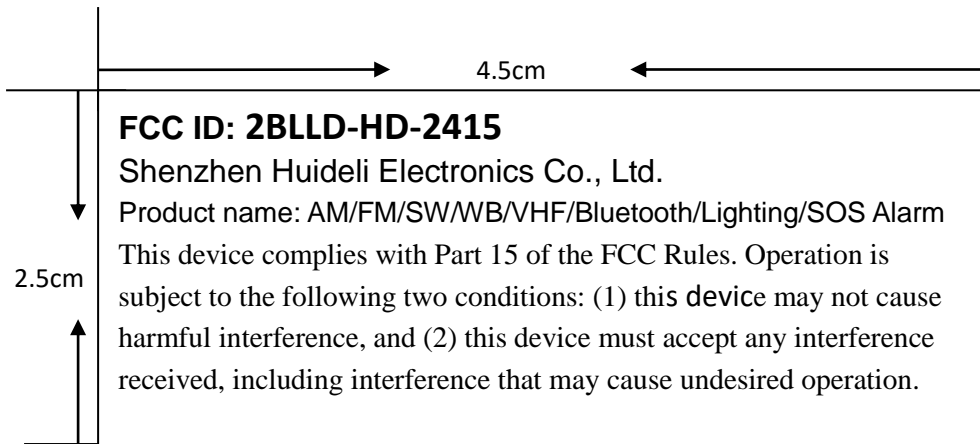 4.5cm
FCC ID: 2BLLD-HD-2415
Shenzhen Huideli Electronics Co., Ltd.
Product name: AM/FM/SW/WB/VHF/Bluetooth/Lighting/SOS Alarm
This device complies with Part 15 of the FCC Rules. Operation is
2.5cm
subject to the following two conditions: (1) this device may not cause
harmful interference, and (2) this device must accept any interference
received, including interference that may cause undesired operation.